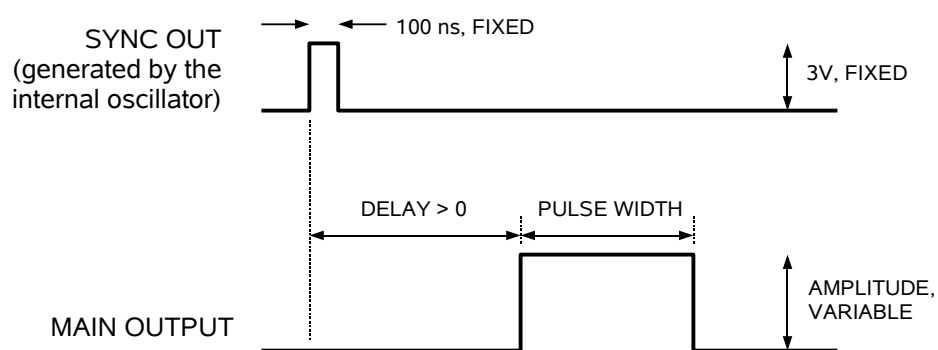 100 ns, FIXED
SYNC OUT
(generated by the
internal oscillator)
3V, FIXED
DELAY > 0
PULSE WIDTH
AMPLITUDE,
VARIABLE
MAIN OUTPUT